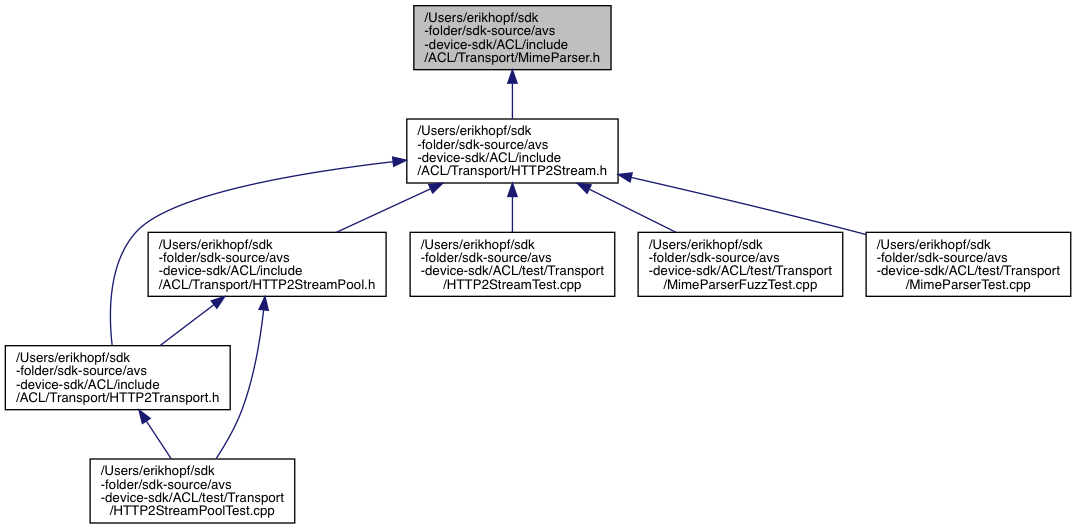 /Users/erikhopf/sdk
-folder/sdk-source/avs
-device-sdk/ACL/include
/ACL/Transport/MimeParser.h
/Users/erikhopf/sdk
-folder/sdk-source/avs
-device-sdk/ACL/include
/ACL/Transport/HTTP2Stream.h
/Users/erikhopf/sdk
-folder/sdk-source/avs
-device-sdk/ACL/include
/ACL/Transport/HTTP2StreamPool.h
/Users/erikhopf/sdk
-folder/sdk-source/avs
-device-sdk/ACL/test/Transport
/HTTP2StreamTest.cpp
/Users/erikhopf/sdk
-folder/sdk-source/avs
-device-sdk/ACL/test/Transport
/MimeParserFuzzTest.cpp
/Users/erikhopf/sdk
-folder/sdk-source/avs
-device-sdk/ACL/test/Transport
/MimeParserTest.cpp
/Users/erikhopf/sdk
-folder/sdk-source/avs
-device-sdk/ACL/include
/ACL/Transport/HTTP2Transport.h
/Users/erikhopf/sdk
-folder/sdk-source/avs
-device-sdk/ACL/test/Transport
/HTTP2StreamPoolTest.cpp